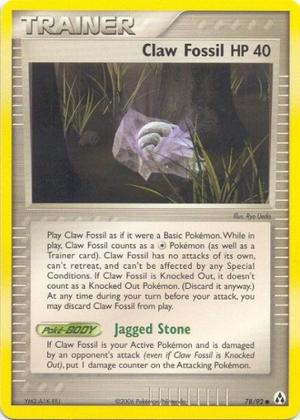 TRAINER
Claw Fossil HP 40
Illus. Ryo Ueda
Play Claw Fossil as if it were a Basic Pokémon. While in
play, Claw Fossil counts as a Pokémon (as well as a
Trainer card). Claw Fossil has no attacks of its own,
can't retreat, and can't be affected by any Special
Conditions. If Claw Fossil is Knocked Out, it doesn't
count as a Knocked Out Pokémon. (Discard it anyway.)
At any time during your turn before your attack, you
may discard Claw Fossil from play.
Poké-BODY Jagged Stone
If Claw Fossil is your Active Pokémon and is damaged
by an opponent's attack (even if Claw Fossil is Knocked
Out), put 1 damage counter on the Attacking Pokémon.
©2006 Pokémon/Nintendo
78/92